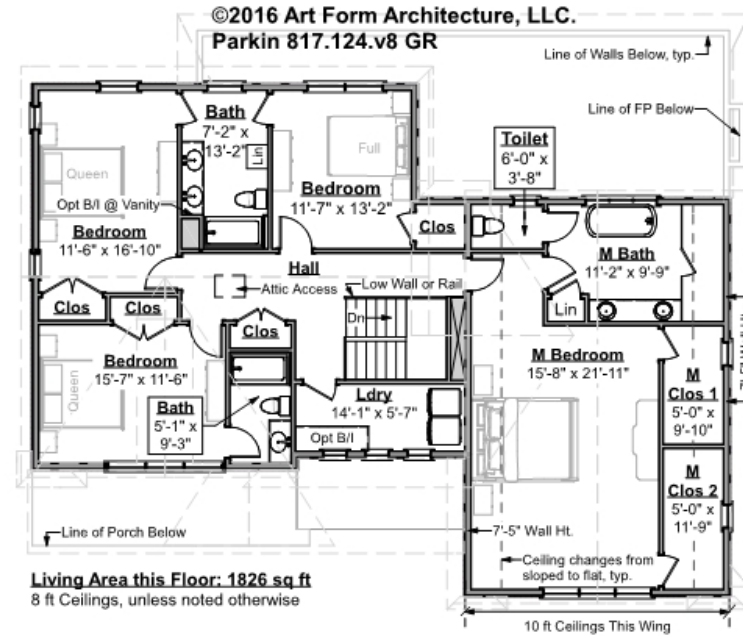 ©2016 Art Form Architecture, LLC.
Parkin 817.124.v8 GR
Line of Walls Below, typ.
Line of FP Below
Bath
7'-2" x
13'-2"
Lin
Full
Toilet
6'-0" x
3'-8"
Queen
Opt B/I @ Vanity
Bedroom
11'-6" x 16'-10"
Bedroom
11'-7" x 13'-2"
Clos
M Bath
11'-2" x 9'-9"
Hall
Attic Access
Low Wall or Rail
Lin
Clos
Clos
Clos
Dn
Bedroom
15'-7" x 11'-6"
Queen
Bath
5'-1" x
9'-3"
Ldry
14'-1" x 5'-7"
Opt B/I
M Bedroom
15'-8" x 21'-11"
M
Clos 1
5'-0" x
9'-10"
M
Clos 2
5'-0" x
11'-9"
Line of Porch Below
7'-5" Wall Ht.
Ceiling changes from
sloped to flat, typ.
Living Area this Floor: 1826 sq ft
8 ft Ceilings, unless noted otherwise
10 ft Ceilings This Wing